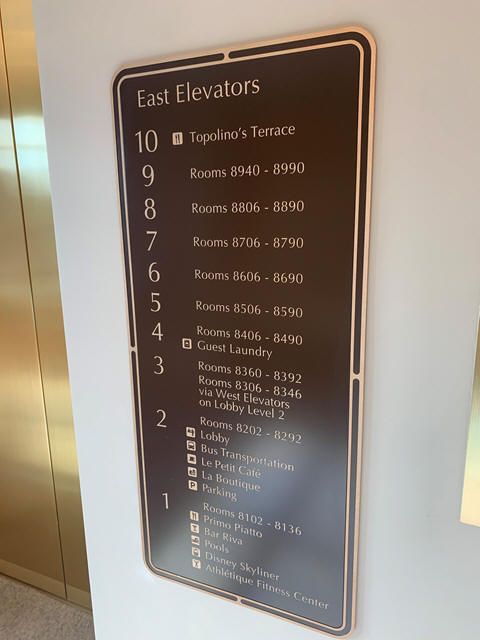 East Elevators
10 Topolino's Terrace
9 Rooms 8940 - 8990
8 Rooms 8806 - 8890
7 Rooms 8706 - 8790
6 Rooms 8606 - 8690
5 Rooms 8506 - 8590
4 Rooms 8406 - 8490
Guest Laundry
3 Rooms 8360 - 8392
Rooms 8306 - 8346
via West Elevators
on Lobby Level 2
2 Rooms 8202 - 8292
Lobby
Bus Transportation
Le Petit Café
La Boutique
P Parking
1 Rooms 8102 - 8136
Primo Piatto
Bar Riva
Pools
Disney Skyliner
Athlétique Fitness Center